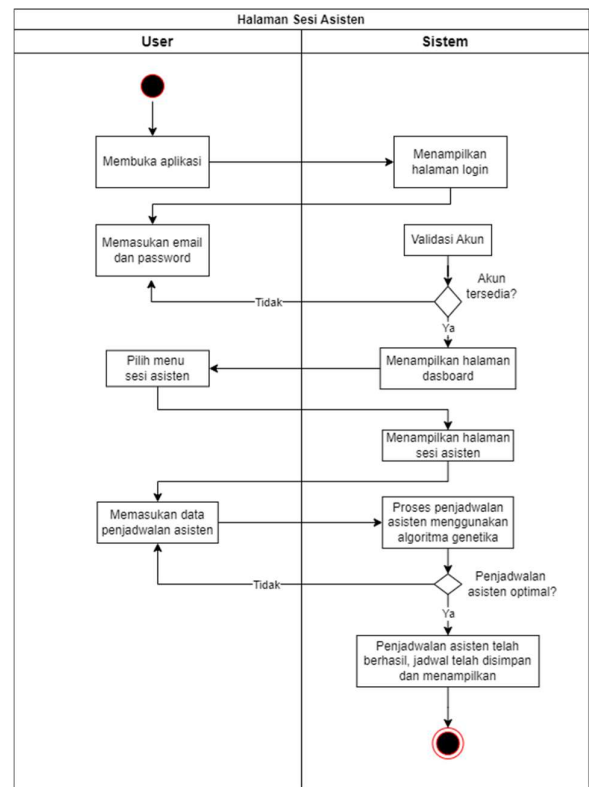 Halaman Sesi Asisten
User
Sistem
Membuka aplikasi
Menampilkan
halaman login
Memasukan email
dan password
Validasi Akun
Akun
tersedia?
Tidak
Ya
Pilih menu
sesi asisten
Menampilkan halaman
dasboard
Menampilkan halaman
sesi asisten
Memasukan data
penjadwalan asisten
Proses penjadwalan
asisten menggunakan
algoritma genetika
Tidak
Penjadwalan
asisten optimal?
Ya
Penjadwalan asisten telah
berhasil, jadwal telah disimpan
dan menampilkan